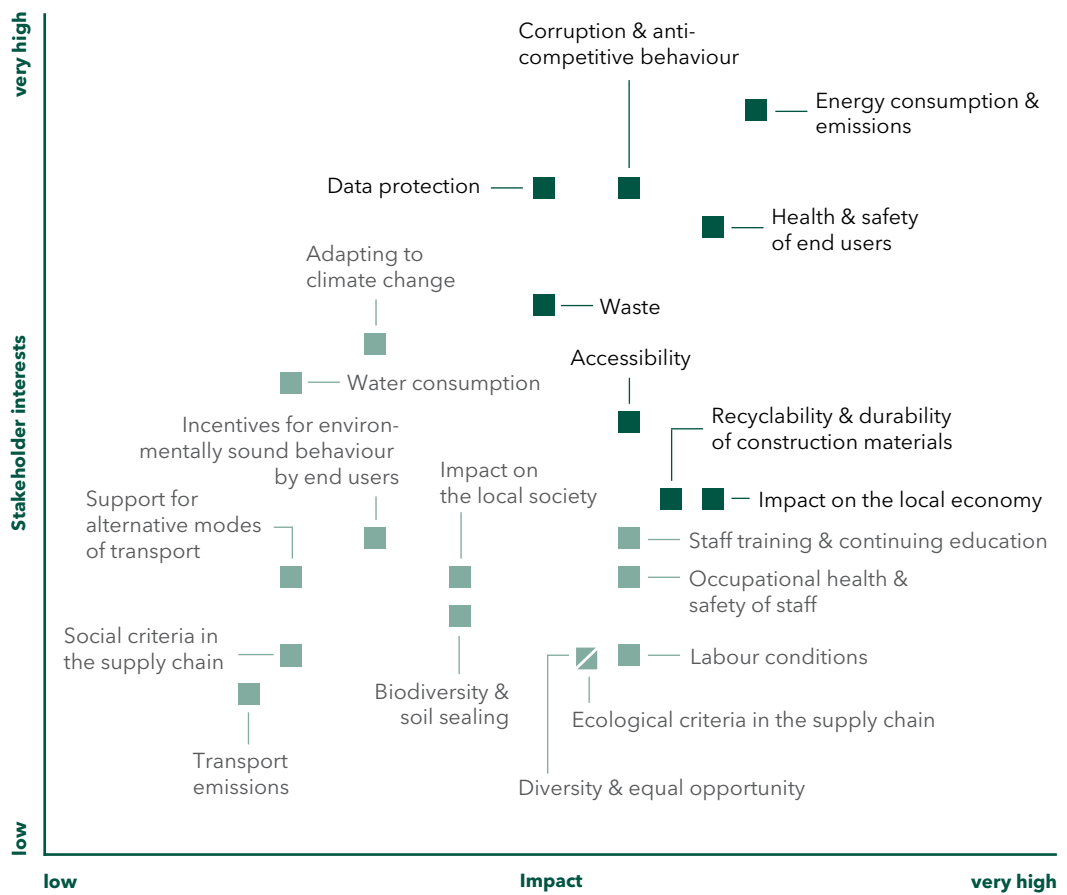 very high
Stakeholder interests
low
Corruption & anti-
competitive behaviour
Energy consumption &
emissions
Data protection
Health & safety
of end users
Adapting to
climate change
Waste
Accessibility
Water consumption
Recyclability & durability
of construction materials
Incentives for environ-
mentally sound behaviour
by end users
Impact on
the local society
Support for
alternative modes
of transport
Impact on the local economy
Staff training & continuing education
Occupational health &
safety of staff
Social criteria in
the supply chain
Labour conditions
Biodiversity &
soil sealing
Ecological criteria in the supply chain
Transport
emissions
Diversity & equal opportunity
low
Impact
very high